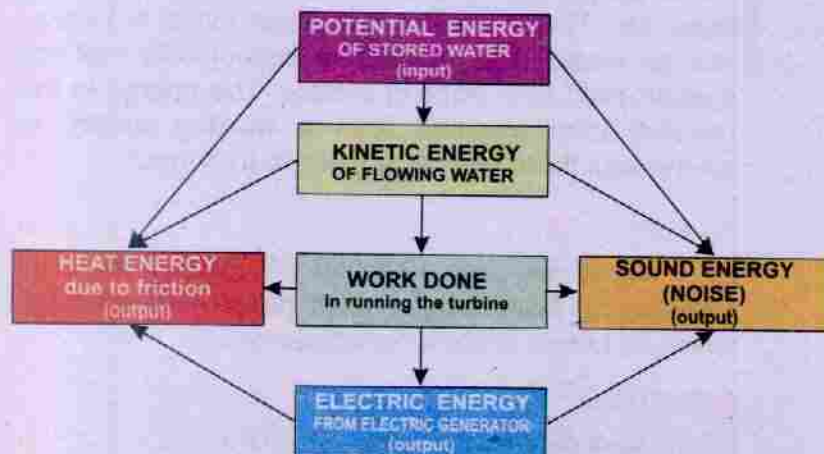 POTENTIAL ENERGY
OF STORED WATER
(input)
KINETIC ENERGY
OF FLOWING WATER
HEAT ENERGY
due to friction
(output)
WORK DONE
in running the turbine
SOUND ENERGY
(NOISE)
(output)
ELECTRIC ENERGY
FROM ELECTRIC GENERATOR
(output)